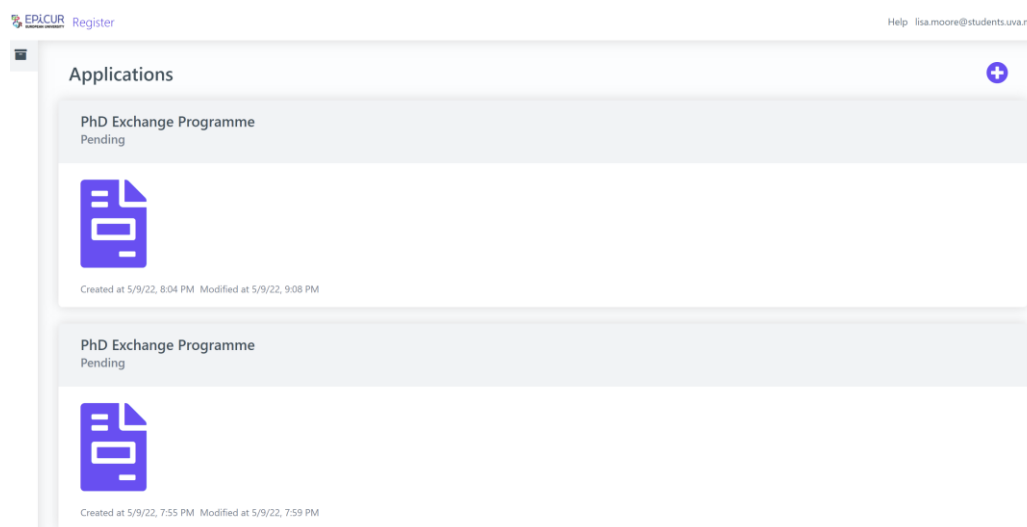 EPICUR Register
EUROPEAN UNIVERSITY
Help lisa.moore@students.uva.n
Applications
PhD Exchange Programme
Pending
Created at 5/9/22, 8:04 PM Modified at 5/9/22, 9:08 PM
PhD Exchange Programme
Pending
Created at 5/9/22, 7:55 PM Modified at 5/9/22, 7:59 PM